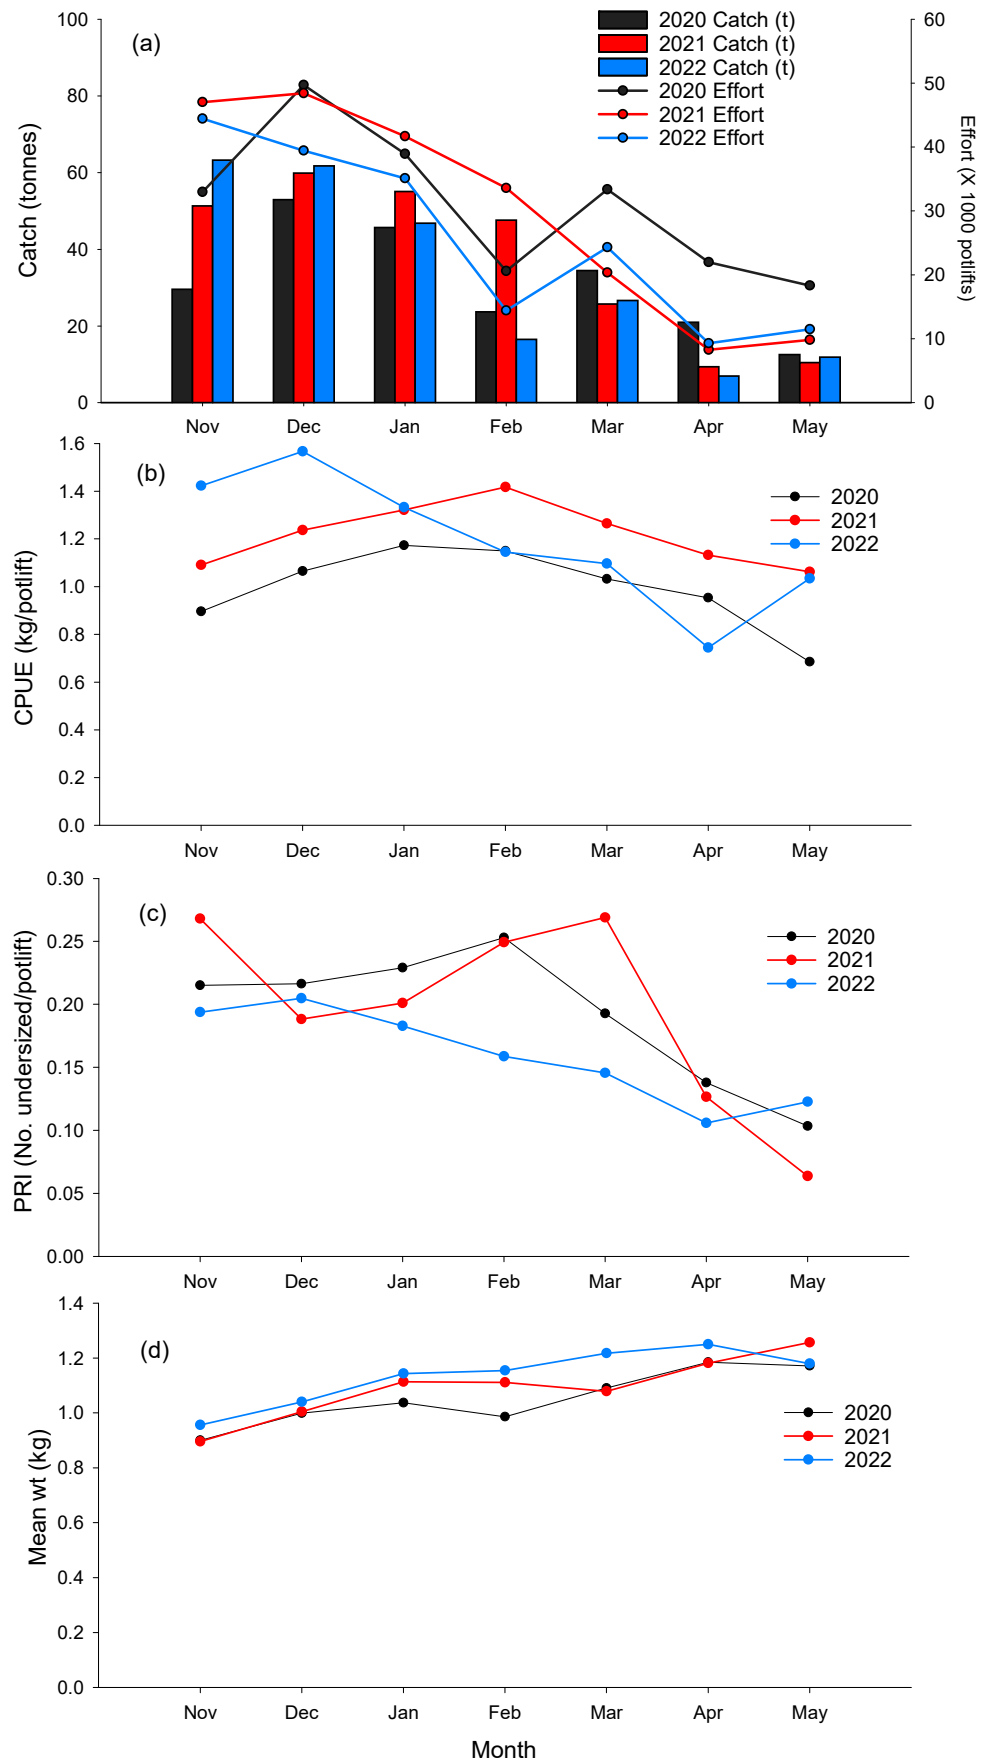 (a)
2020 Catch (t)
2021 Catch (t)
2022 Catch (t)
2020 Effort
2021 Effort
2022 Effort
Catch (tonnes)
100
80
60
40
20
0
Effort (X 1000 potlifts)
60
50
40
30
20
10
0
Nov Dec Jan Feb Mar Apr May
(b)
2020
2021
2022
CPUE (kg/potlift)
1.6
1.4
1.2
1.0
0.8
0.6
0.4
0.2
0.0
Nov Dec Jan Feb Mar Apr May
(c)
2020
2021
2022
PRI (No. undersized/potlift)
0.30
0.25
0.20
0.15
0.10
0.05
0.00
Nov Dec Jan Feb Mar Apr May
(d)
2020
2021
2022
Mean wt (kg)
1.4
1.2
1.0
0.8
0.6
0.4
0.2
0.0
Nov Dec Jan Feb Mar Apr May
Month